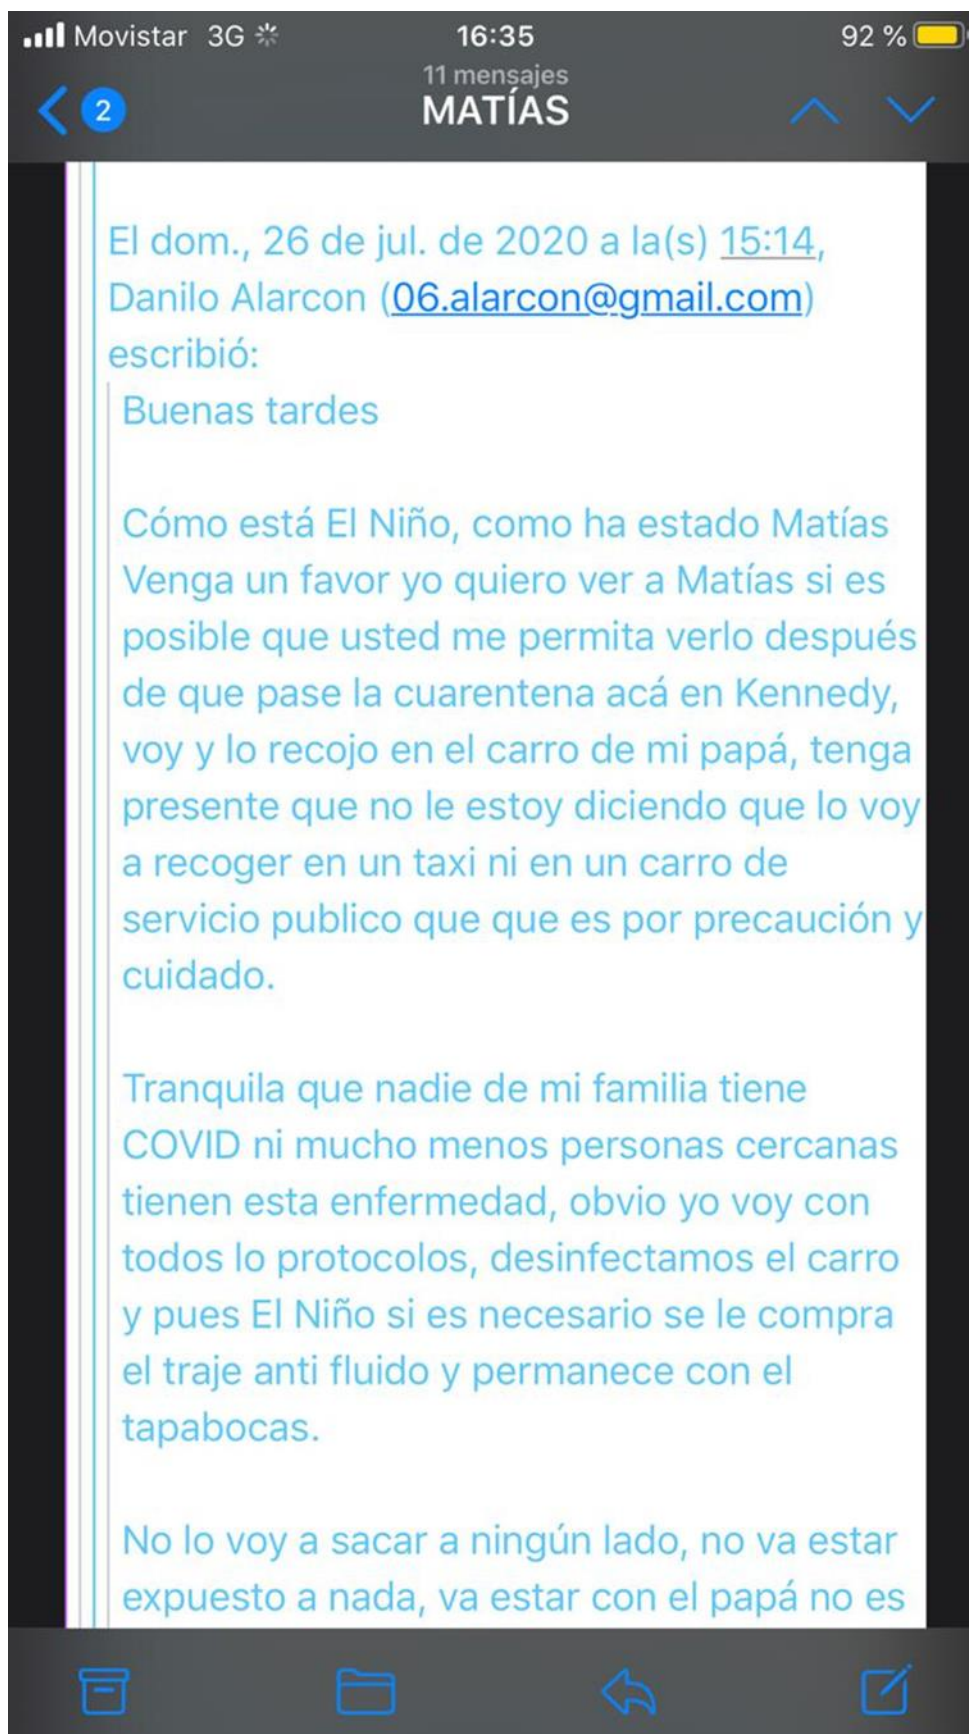 Movistar 3G 16:35 92 %
11 mensajes
2 MATÍAS
El dom., 26 de jul. de 2020 a la(s) 15:14,
Danilo Alarcon (06.alarcon@gmail.com)
escribió:
Buenas tardes
Cómo está El Niño, como ha estado Matías
Venga un favor yo quiero ver a Matías si es
posible que usted me permita verlo después
de que pase la cuarentena acá en Kennedy,
voy y lo recojo en el carro de mi papá, tenga
presente que no le estoy diciendo que lo voy
a recoger en un taxi ni en un carro de
servicio publico que que es por precaución y
cuidado.
Tranquila que nadie de mi familia tiene
COVID ni mucho menos personas cercanas
tienen esta enfermedad, obvio yo voy con
todos lo protocolos, desinfectamos el carro
y pues El Niño si es necesario se le compra
el traje anti fluido y permanece con el
tapabocas.
No lo voy a sacar a ningún lado, no va estar
expuesto a nada, va estar con el papá no es